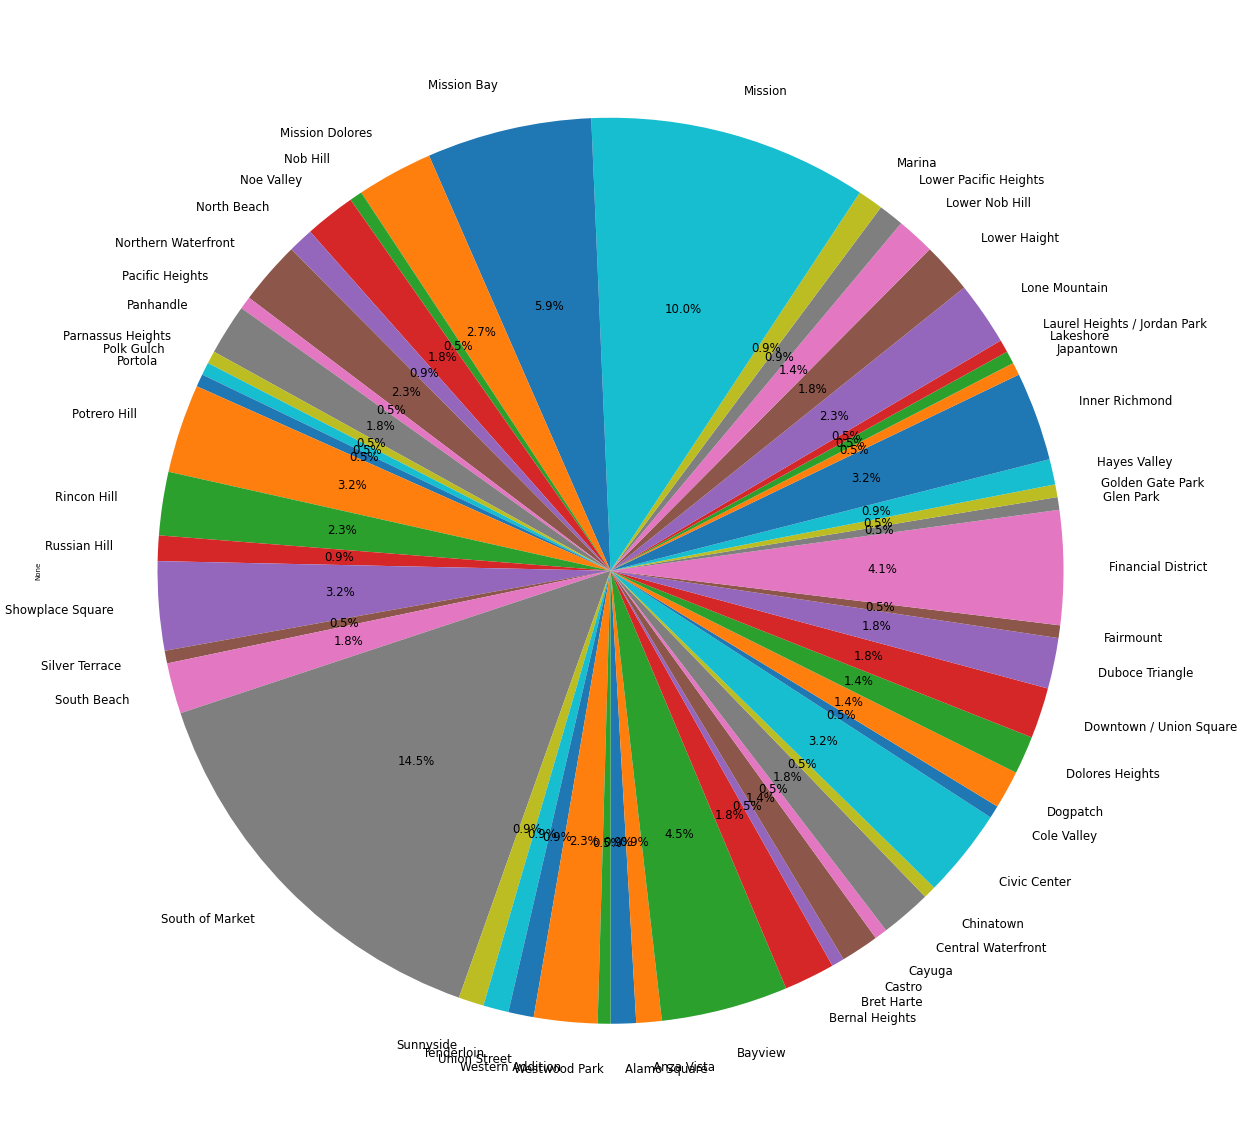 Mission Bay
Mission
Mission Dolores
Nob Hill
Marina
Noe Valley
Lower Pacific Heights
North Beach
Lower Nob Hill
Northern Waterfront
Lower Haight
Pacific Heights
Lone Mountain
Panhandle
5.9%
10.0%
Laurel Heights / Jordan Park
2.7%
Parnassus Heights
Lakeshore
0.5%
0.9%
Polk Gulch
Japantown
1.8%
0.9%
Portola
0.9%
1.4%
2.3%
1.8%
Inner Richmond
0.5%
Potrero Hill
2.3%
1.8%
0.5%
0.5%
0.5%
0.5%
0.5%
0.5%
Hayes Valley
3.2%
Golden Gate Park
3.2%
Rincon Hill
Glen Park
0.9%
0.5%
2.3%
0.5%
Russian Hill
0.9%
Financial District
4.1%
None
3.2%
Showplace Square
0.5%
0.5%
1.8%
Fairmount
1.8%
1.8%
Silver Terrace
Duboce Triangle
1.4%
South Beach
1.4%
0.5%
Downtown / Union Square
3.2%
14.5%
0.5%
Dolores Heights
1.8%
0.5%
1.4%
0.5%
Dogpatch
1.8%
0.9%
0.9%
4.5%
Cole Valley
0.9%
2.3%
0.5%
0.9%
0.9%
Civic Center
South of Market
Chinatown
Central Waterfront
Cayuga
Castro
Bret Harte
Bernal Heights
Sunnyside
Tenderloin
Bayview
Union Street
Western Addition
Westwood Park
Alamo Square
Anza Vista